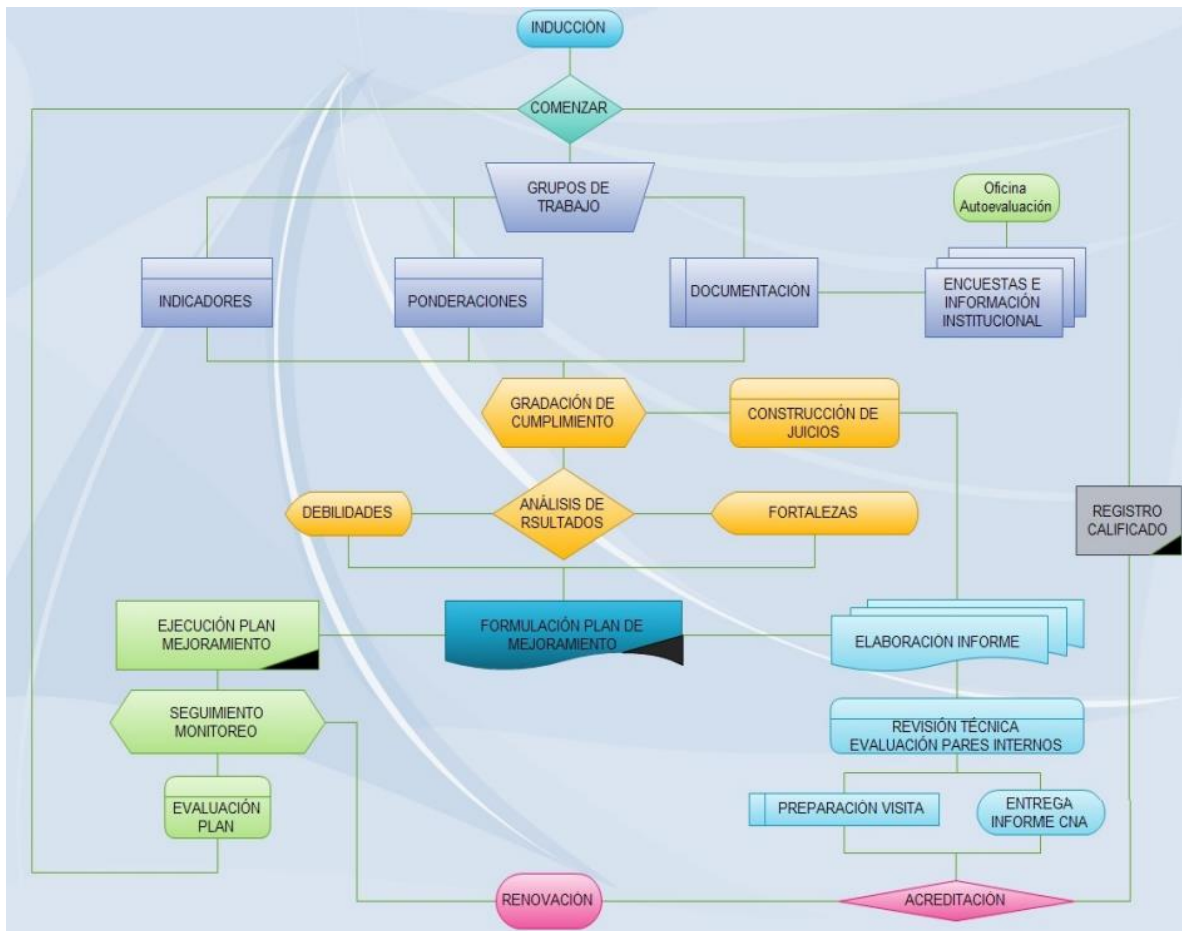 INDUCCIÓN
COMENZAR
GRUPOS DE
TRABAJO
Oficina
Autoevaluación
INDICADORES
PONDERACIONES
DOCUMENTACIÓN
ENCUESTAS E
INFORMACIÓN
INSTITUCIONAL
GRADACIÓN DE
CUMPLIMIENTO
CONSTRUCCIÓN DE
JUICIOS
DEBILIDADES
ANÁLISIS DE
RSULTADOS
FORTALEZAS
REGISTRO
CALIFICADO
EJECUCIÓN PLAN
MEJORAMIENTO
FORMULACIÓN PLAN DE
MEJORAMIENTO
ELABORACIÓN INFORME
SEGUIMIENTO
MONITOREO
REVISIÓN TÉCNICA
EVALUACIÓN PARES INTERNOS
EVALUACIÓN
PLAN
PREPARACIÓN VISITA
ENTREGA
INFORME CNA
RENOVACIÓN
ACREDITACIÓN